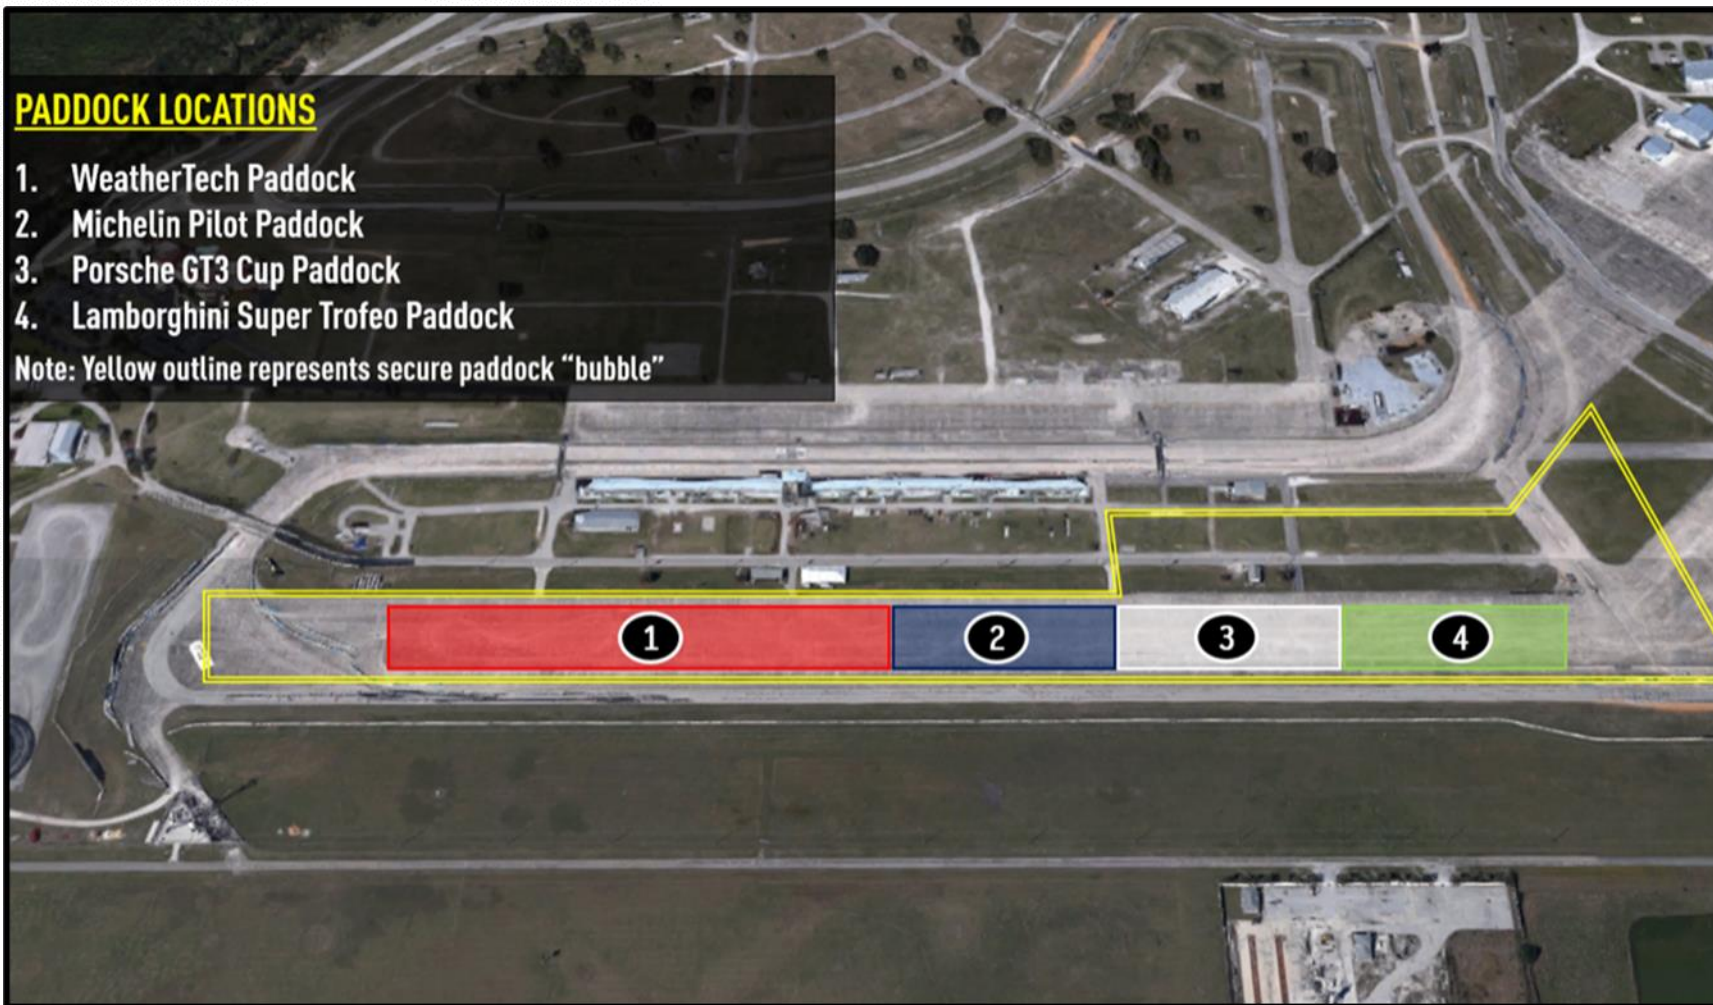 PADDOCK LOCATIONS
1. WeatherTech Paddock
2. Michelin Pilot Paddock
3. Porsche GT3 Cup Paddock
4. Lamborghini Super Trofeo Paddock
Note: Yellow outline represents secure paddock “bubble”
1 2 3 4